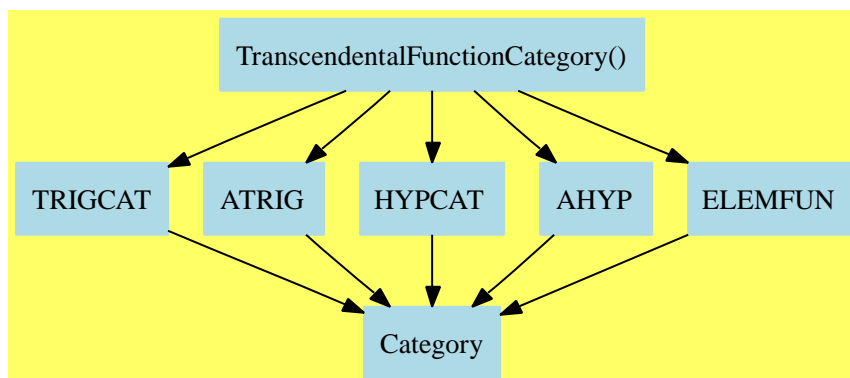 TranscendentalFunctionCategory()
TRIGCAT ATRIG HYPCAT AHYP ELEMFUN
Category